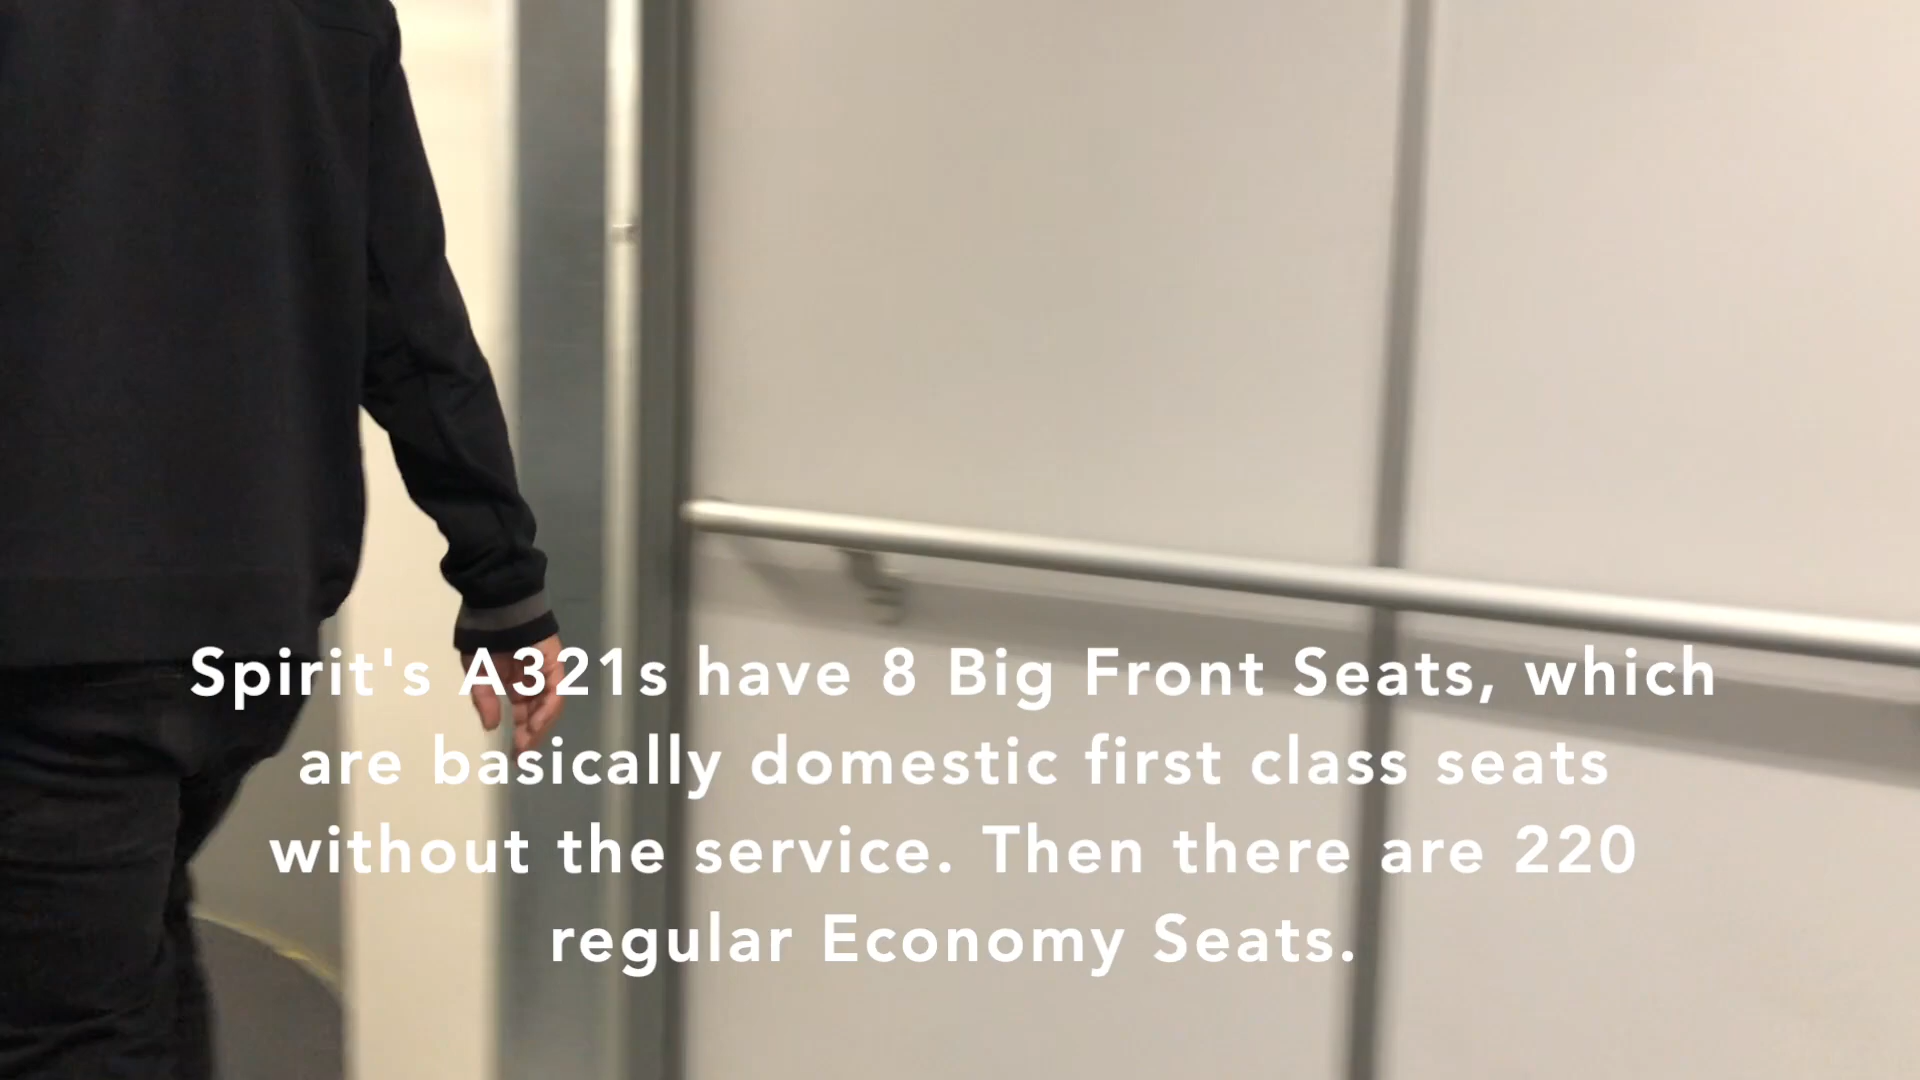 Spirit's A321s have 8 Big Front Seats, which
are basically domestic first class seats
without the service. Then there are 220
regular Economy Seats.